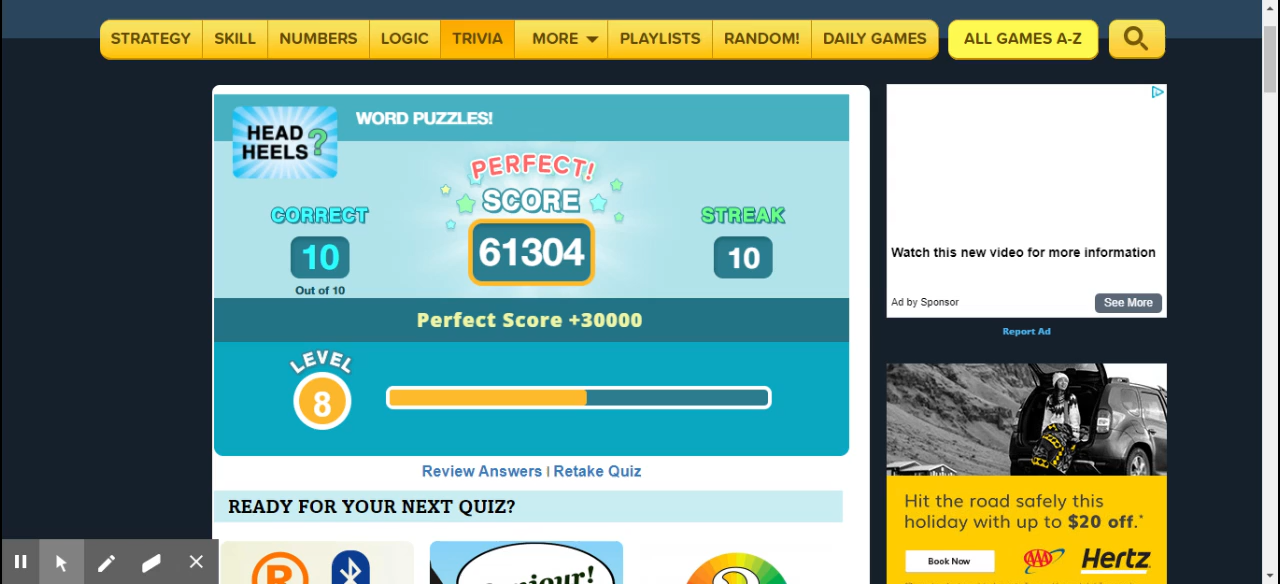 STRATEGY SKILL NUMBERS LOGIC TRIVIA MORE PLAYLISTS RANDOM! DAILY GAMES ALL GAMES A-Z
HEAD
HEELS ?
WORD PUZZLES!
PERFECT!
SCORE
61304
CORRECT
10
Out of 10
STREAK
10
Perfect Score +30000
LEVEL
8
Review Answers | Retake Quiz
READY FOR YOUR NEXT QUIZ?
R
Bonjour!
?
Watch this new video for more information
Ad by Sponsor
See More
Report Ad
Hit the road safely this
holiday with up to $20 off.*
Book Now
AAA
Hertz.